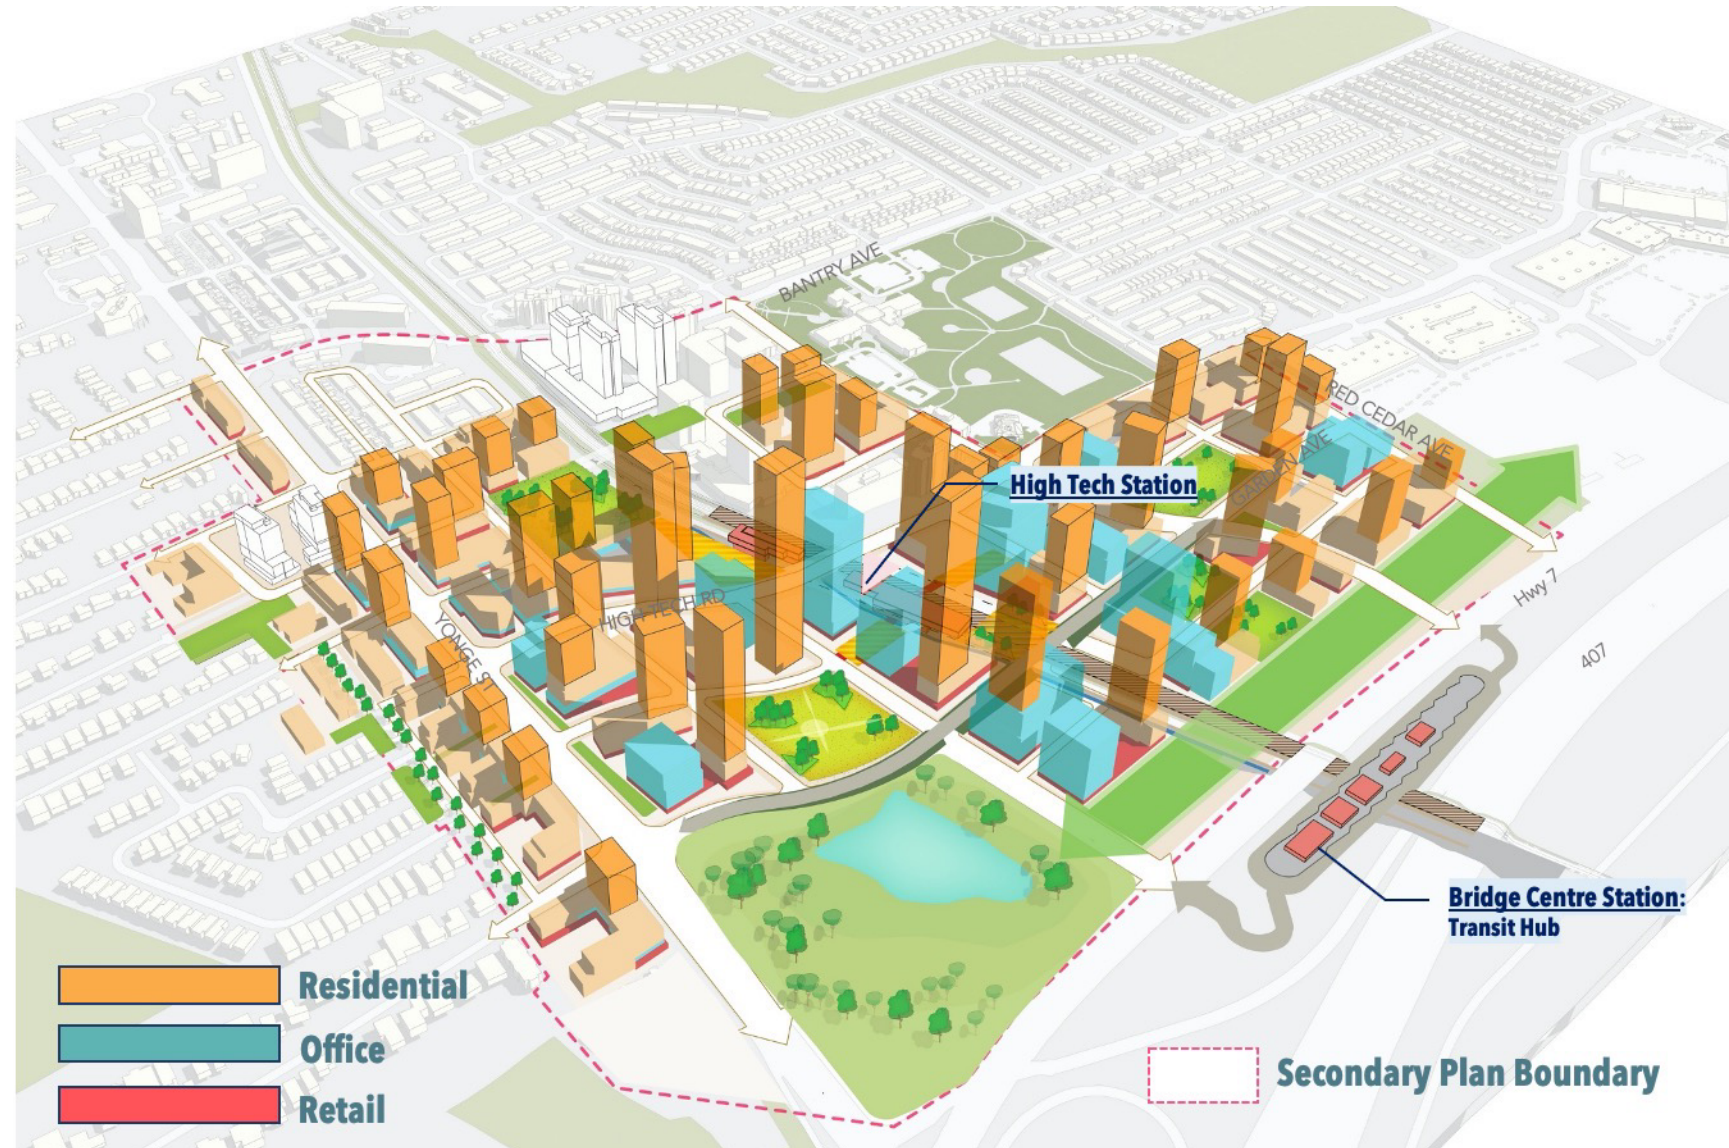 BANTRY AVE
RED CEDAR AVE
GARDEN AVE
High Tech Station
Hwy 7
HIGH TECH RD
YONGE ST
407
Bridge Centre Station:
Transit Hub
Residential
Office
Retail
Secondary Plan Boundary